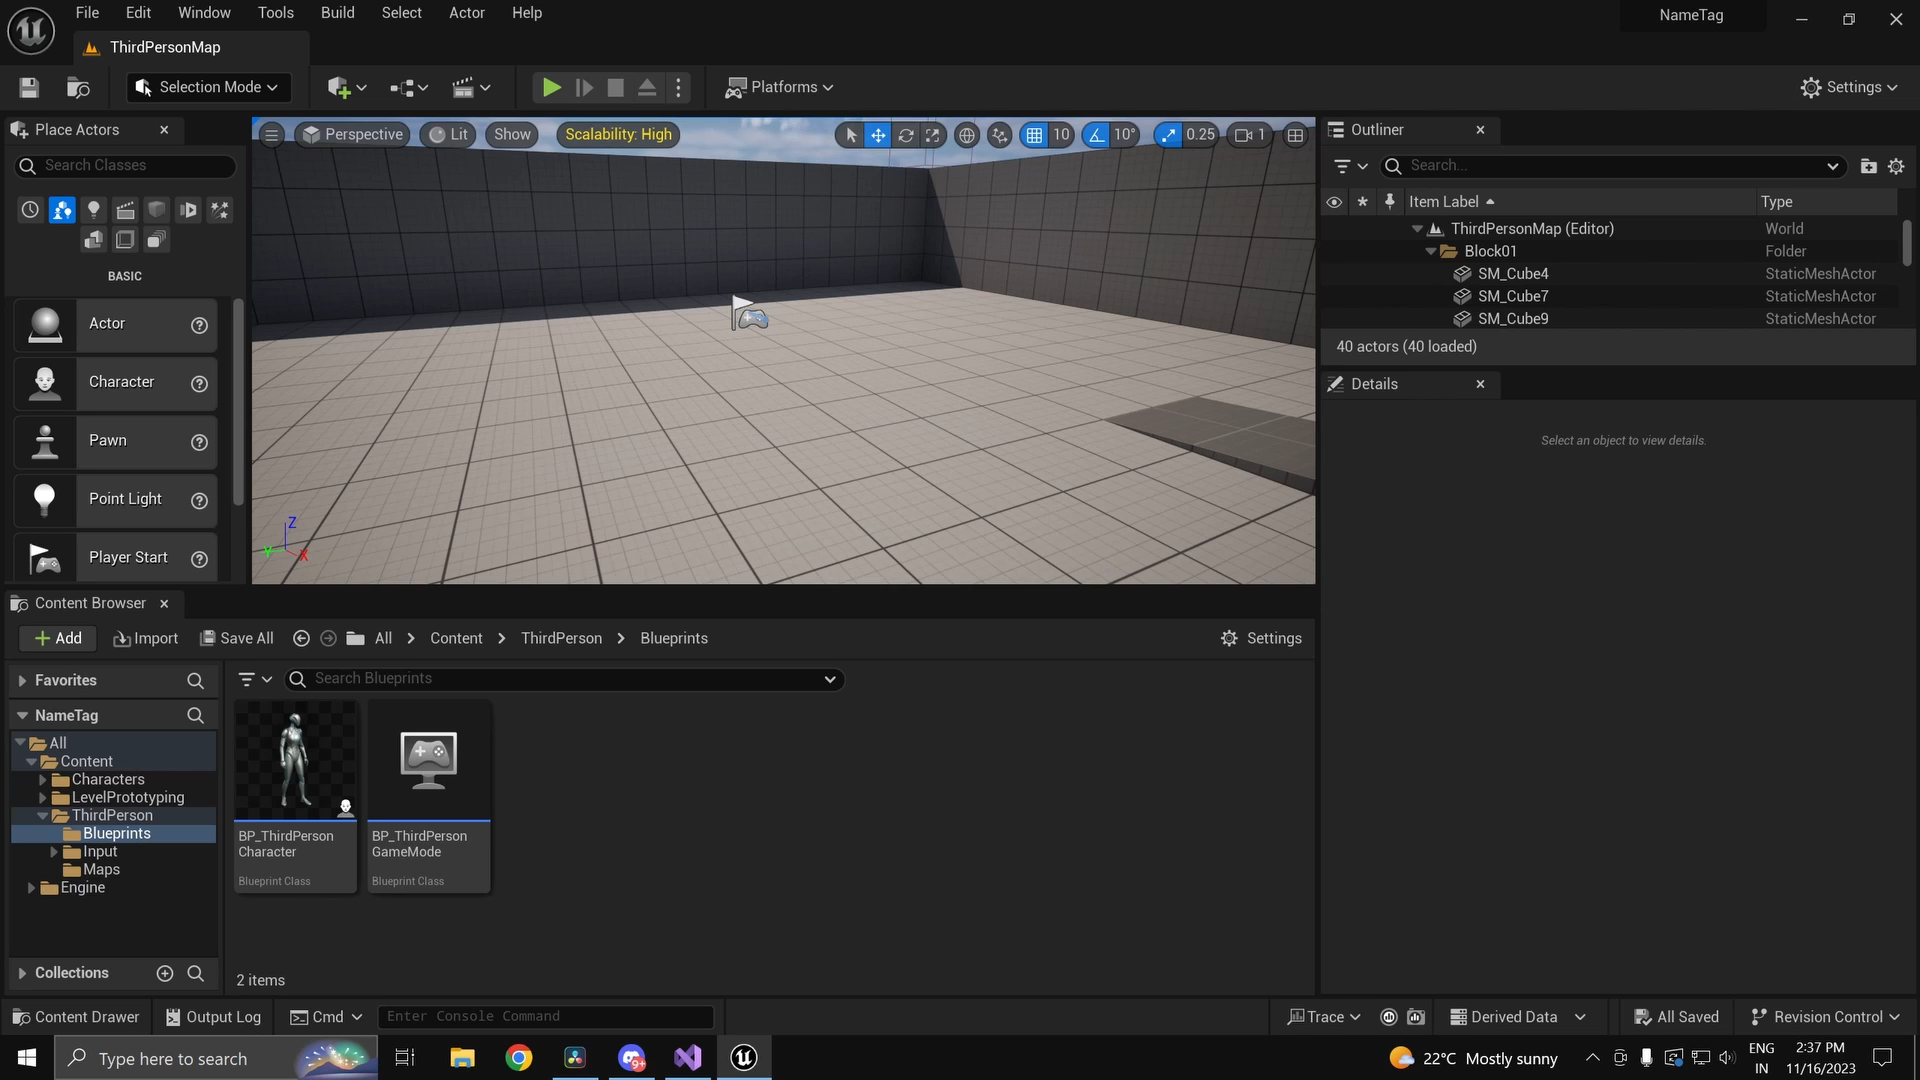 File Edit Window Tools Build Select Actor Help
NameTag
ThirdPersonMap
Selection Mode
Platforms
Settings
Place Actors
Search Classes
BASIC
Actor
Character
Pawn
Point Light
Player Start
Perspective Lit Show Scalability: High
10 10° 0.25 1
Z
Y X
Outliner
Search...
Item Label Type
ThirdPersonMap (Editor) World
Block01 Folder
SM_Cube4 StaticMeshActor
SM_Cube7 StaticMeshActor
SM_Cube9 StaticMeshActor
40 actors (40 loaded)
Details
Select an object to view details.
Content Browser
Add Import Save All All Content ThirdPerson Blueprints Settings
Favorites
NameTag
All
Content
Characters
LevelPrototyping
ThirdPerson
Blueprints
Input
Maps
Engine
Collections
Search Blueprints
BP_ThirdPerson
Character
Blueprint Class
BP_ThirdPerson
GameMode
Blueprint Class
2 items
Content Drawer Output Log Cmd Enter Console Command Trace Derived Data All Saved Revision Control
Type here to search
9+
22°C Mostly sunny
ENG
IN
2:37 PM
11/16/2023